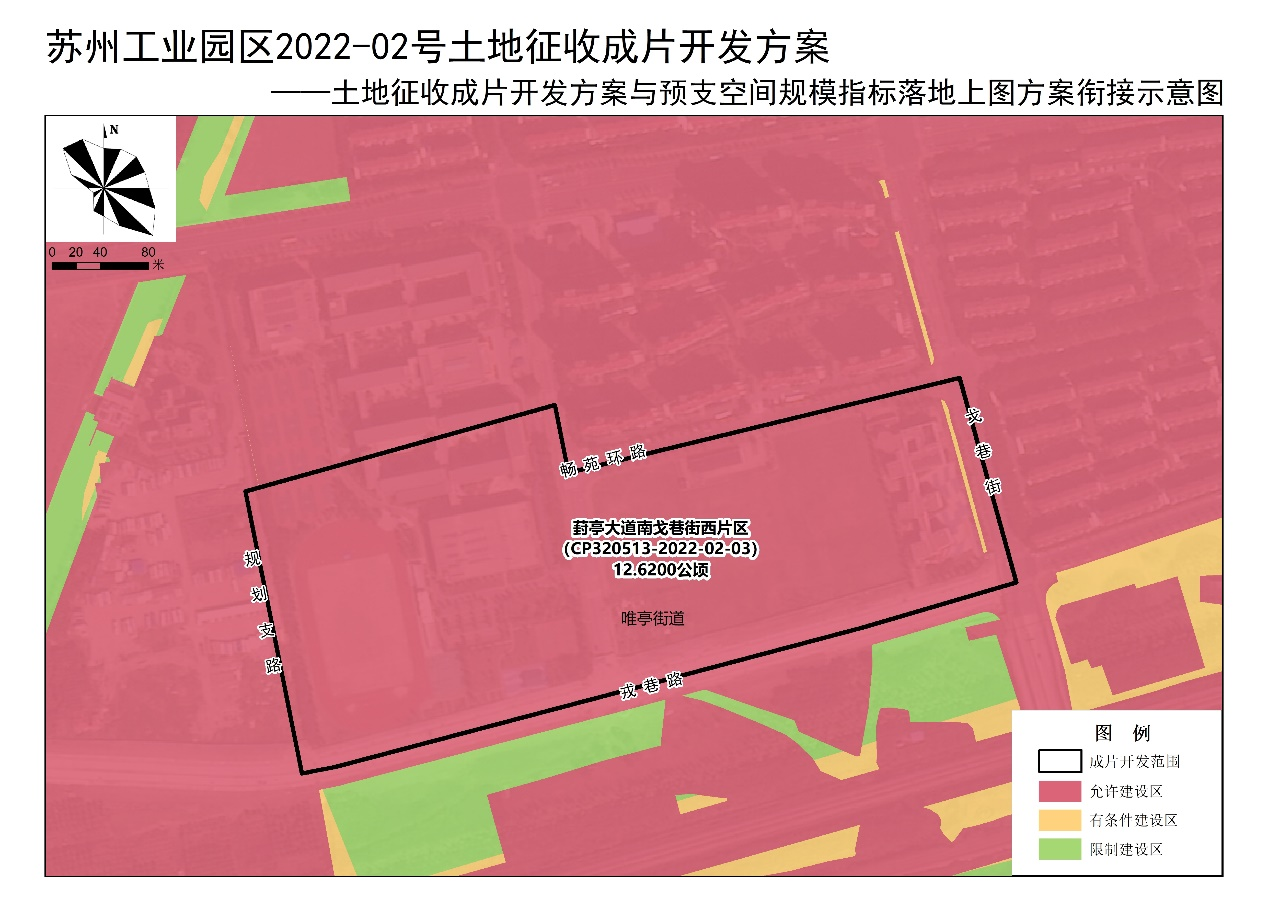 苏州工业园区2022-02号土地征收成片开发方案
——土地征收成片开发方案与预支空间规模指标落地上图方案衔接示意图
N
0 20 40 80
米
戈巷街
畅苑环路
葑亭大道南戈巷街西片区
(CP320513-2022-02-03)
12.6200公顷
规划支路
唯亭街道
戎巷路
图 例
成片开发范围
允许建设区
有条件建设区
限制建设区